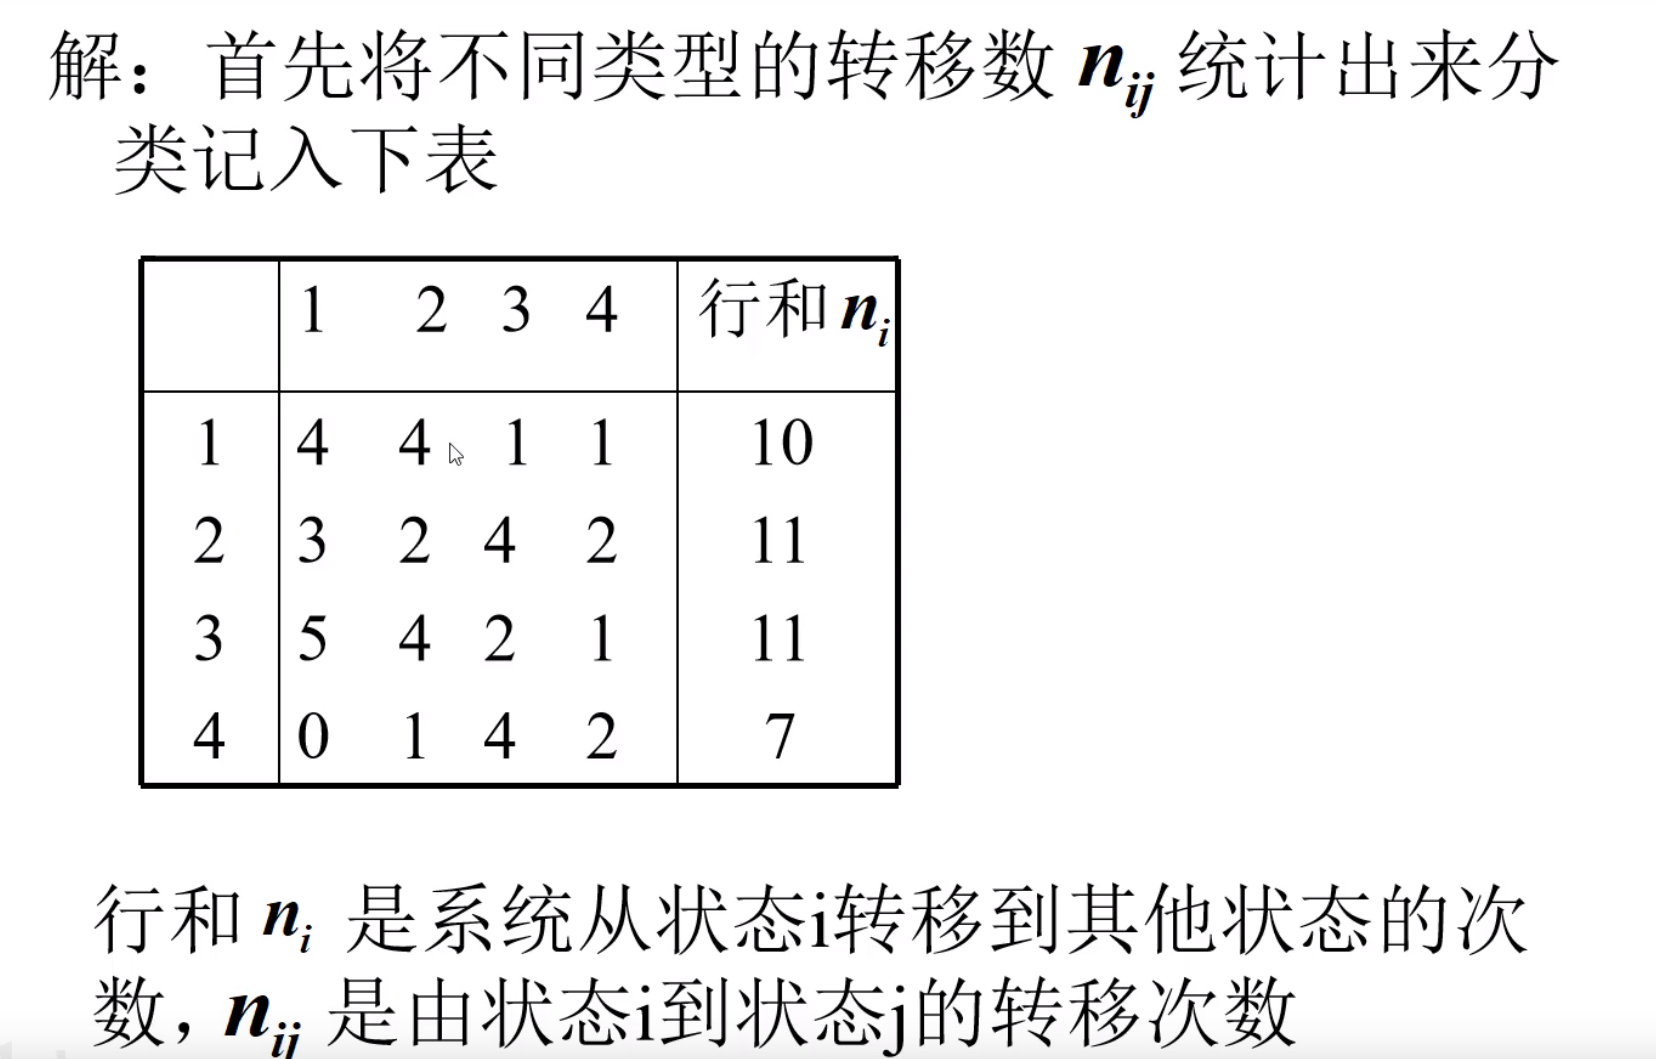 解：首先将不同类型的转移数 n_ij 统计出来分
类记入下表
1 2 3 4 行和 n_i
1 4 4 1 1 10
2 3 2 4 2 11
3 5 4 2 1 11
4 0 1 4 2 7
行和 n_i 是系统从状态i转移到其他状态的次
数，n_ij 是由状态i到状态j的转移次数